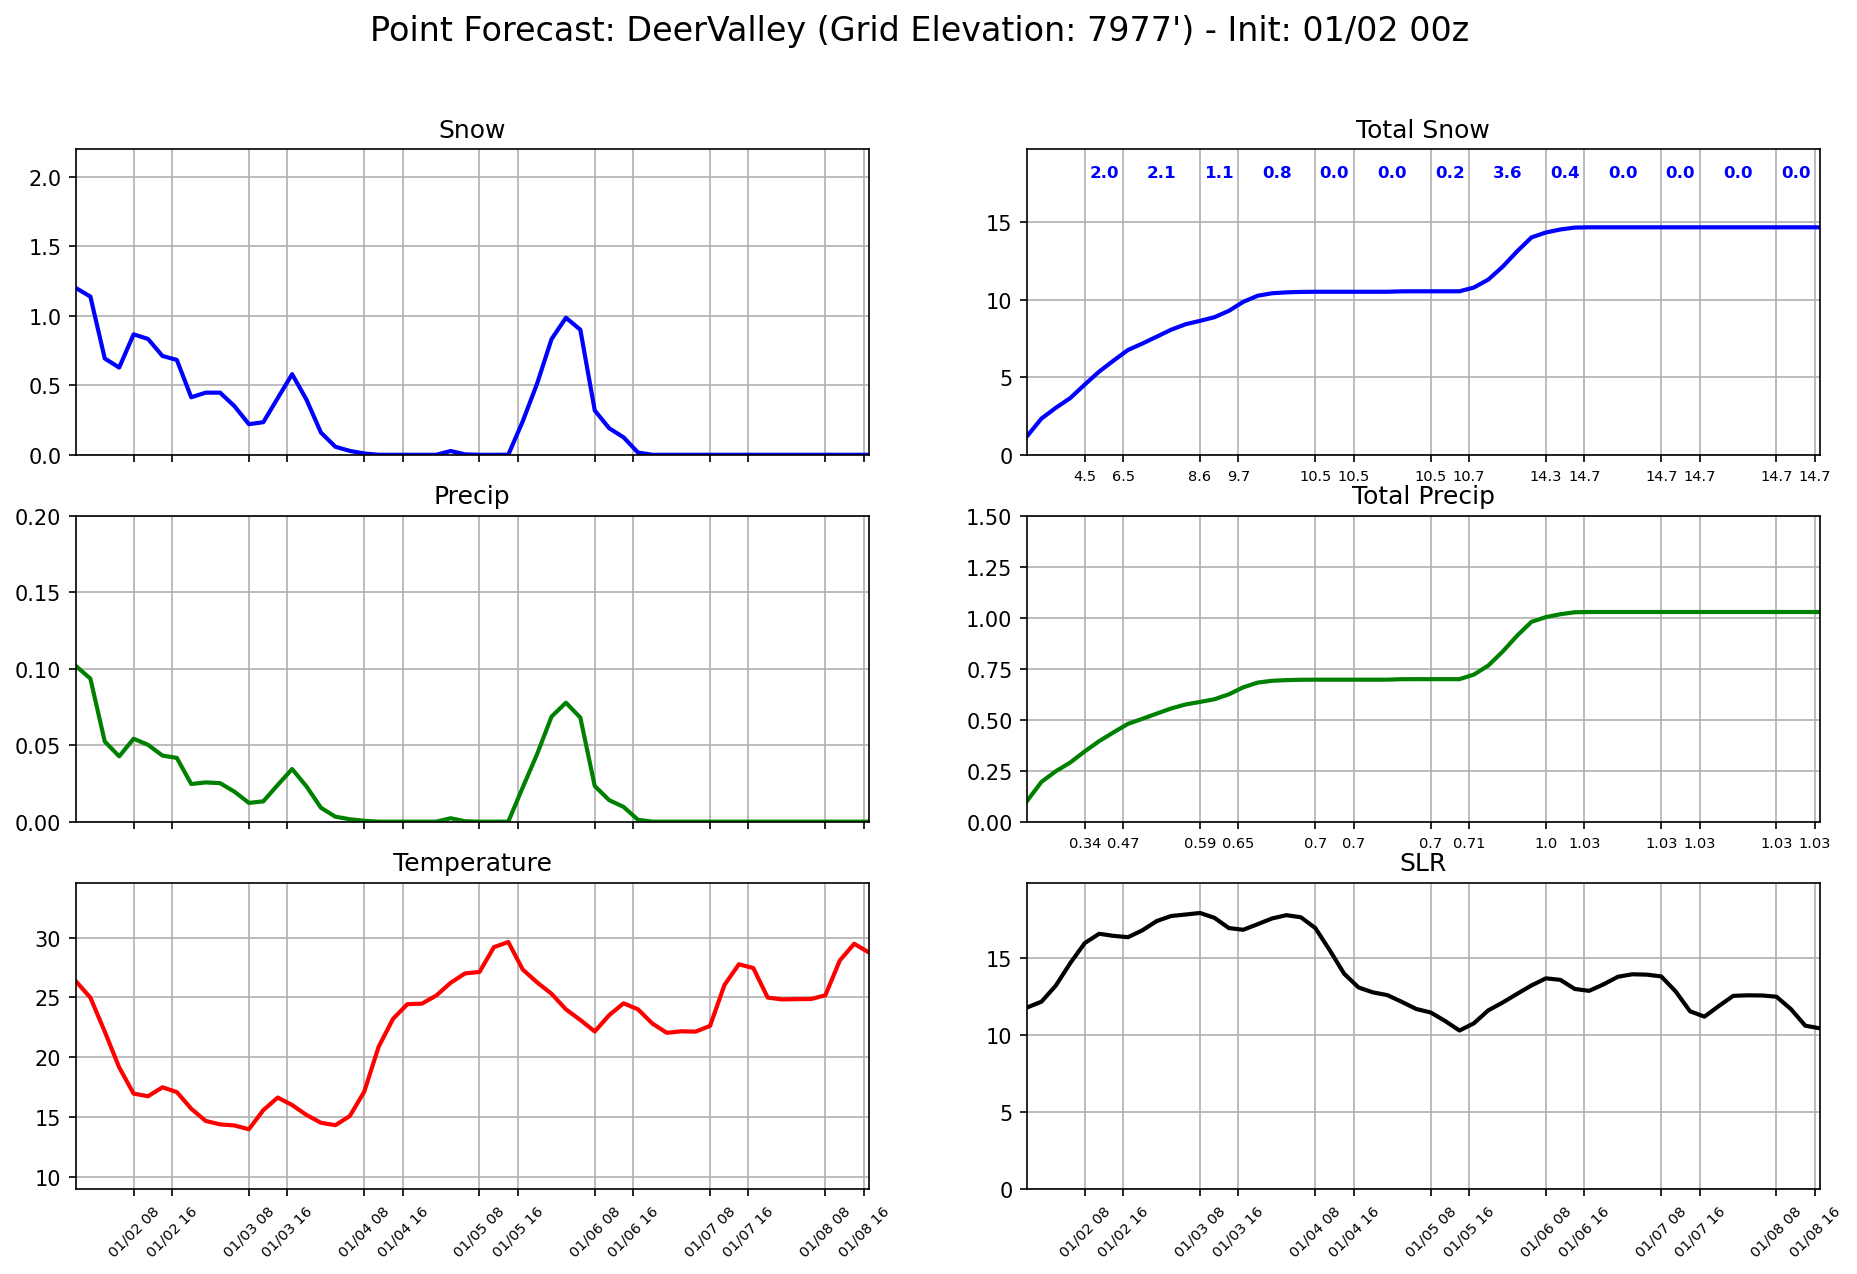 Point Forecast: DeerValley (Grid Elevation: 7977') - Init: 01/02 00z
Snow
2.0
1.5
1.0
0.5
0.0
Total Snow
2.0 2.1 1.1 0.8 0.0 0.0 0.2 3.6 0.4 0.0 0.0 0.0 0.0
15
10
5
0
4.5 6.5 8.6 9.7 10.5 10.5 10.5 10.7 14.3 14.7 14.7 14.7 14.7 14.7
Precip
0.20
0.15
0.10
0.05
0.00
Total Precip
1.50
1.25
1.00
0.75
0.50
0.25
0.00
0.34 0.47 0.59 0.65 0.7 0.7 0.7 0.71 1.0 1.03 1.03 1.03 1.03 1.03
Temperature
30
25
20
15
10
01/02 08 01/02 16 01/03 08 01/03 16 01/04 08 01/04 16 01/05 08 01/05 16 01/06 08 01/06 16 01/07 08 01/07 16 01/08 08 01/08 16
SLR
15
10
5
0
01/02 08 01/02 16 01/03 08 01/03 16 01/04 08 01/04 16 01/05 08 01/05 16 01/06 08 01/06 16 01/07 08 01/07 16 01/08 08 01/08 16